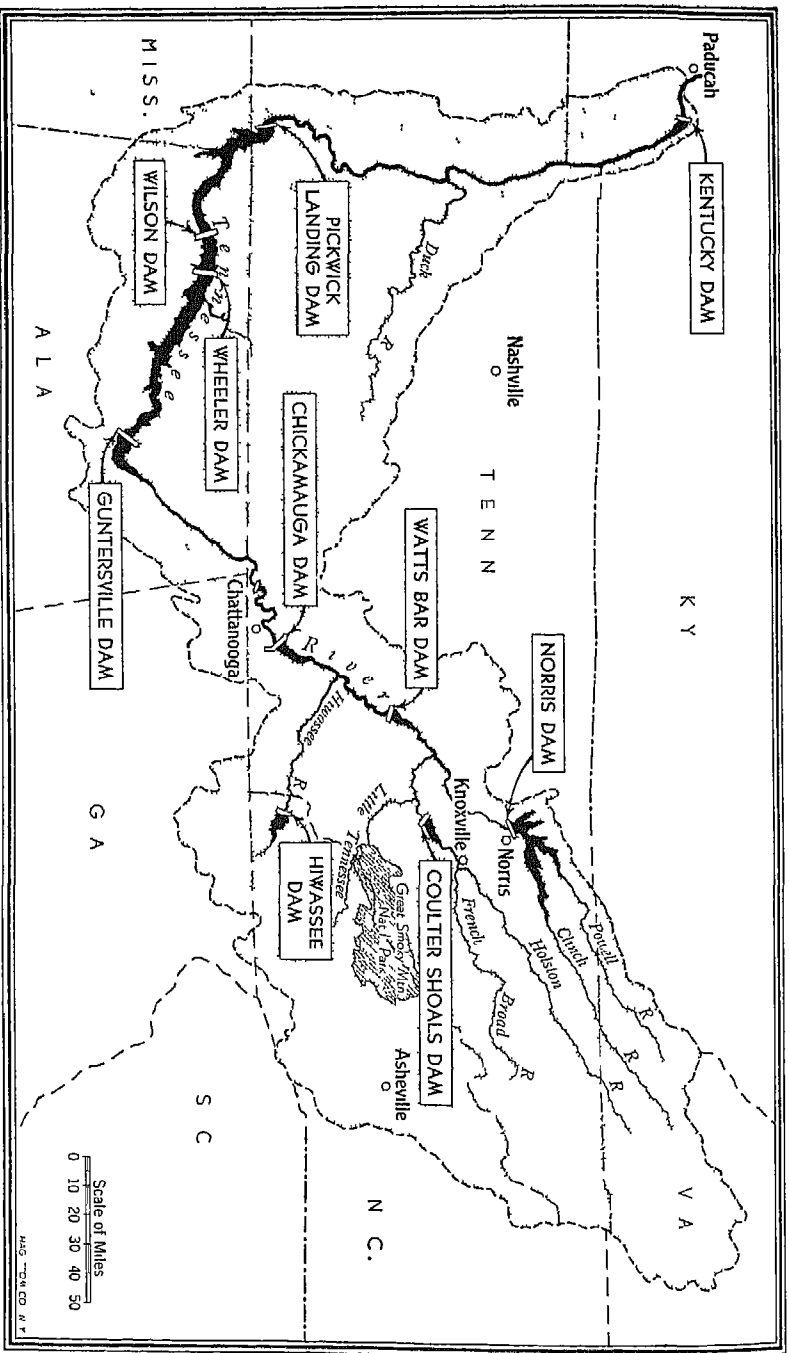 Paducah
KENTUCKY DAM
K Y
V A
Nashville
T E N N
NORRIS DAM
Norris
Powell R
Clinch R
Holston R
Knoxville
French Broad R
Duck R
WATTS BAR DAM
COULTER SHOALS DAM
Asheville
N C.
PICKWICK
LANDING DAM
CHICKAMAUGA DAM
River
Hiwassee R
Little Tennessee
Great Smoky Mtn.
Nat'l. Park
HIWASSEE
DAM
Chattanooga
Tennessee
WHEELER DAM
WILSON DAM
MISS.
GUNTERSVILLE DAM
A L A
G A
S C
Scale of Miles
0 10 20 30 40 50
CO N Y